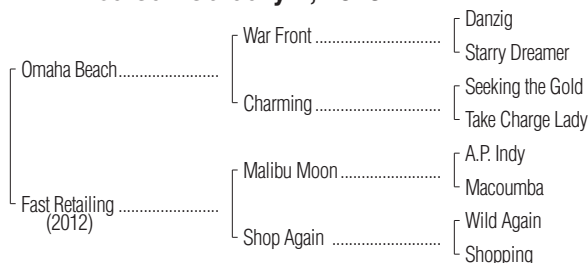 Danzig
War Front
Starry Dreamer
Omaha Beach
Seeking the Gold
Charming
Take Charge Lady
A.P. Indy
Malibu Moon
Macoumba
Fast Retailing
(2012)
Wild Again
Shop Again
Shopping